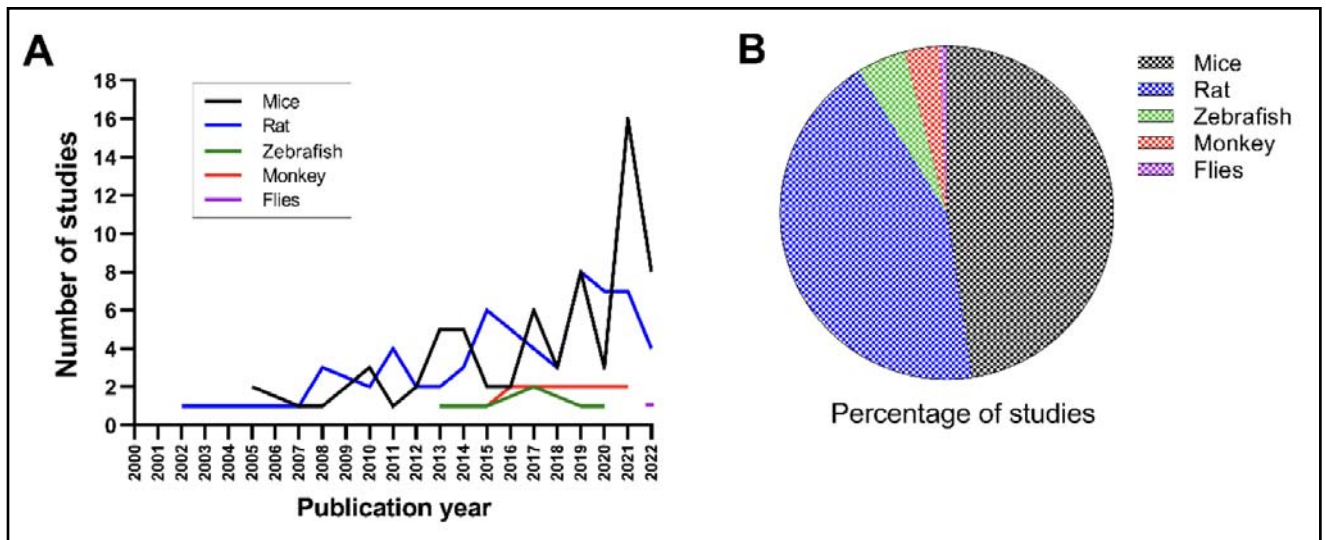 A
18
16
14
12
10
8
6
4
2
0
Number of studies
Mice
Rat
Zebrafish
Monkey
Flies
2000 2001 2002 2003 2004 2005 2006 2007 2008 2009 2010 2011 2012 2013 2014 2015 2016 2017 2018 2019 2020 2021 2022
Publication year
B
Mice
Rat
Zebrafish
Monkey
Flies
Percentage of studies